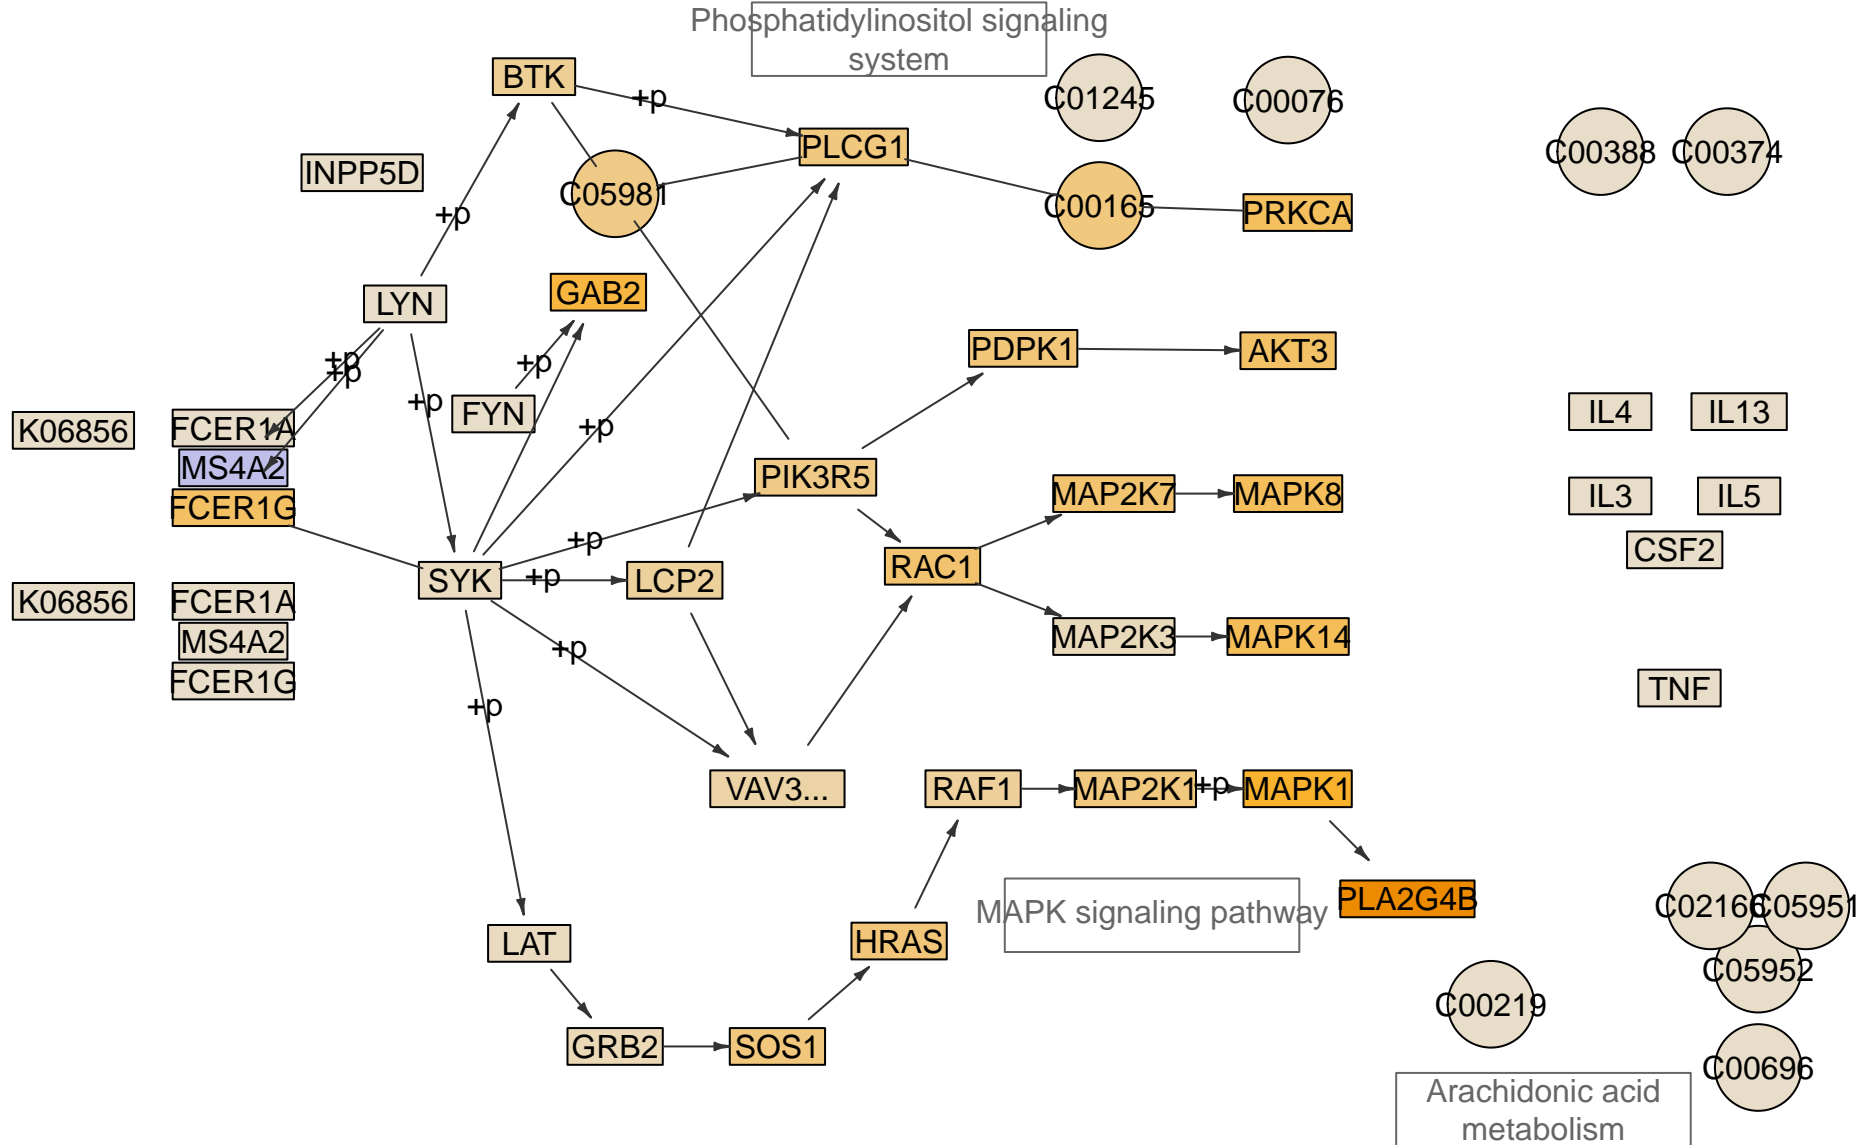 Phosphatidylinositol signaling
system
BTK
+p
C01245
C00076
PLCG1
C00388
C00374
INPP5D
C05981
C00165
PRKCA
+p
LYN
GAB2
PDPK1
AKT3
+p
+p
+p
+p
FYN
K06856
FCER1A
+p
IL4
IL13
MS4A2
PIK3R5
MAP2K7
MAPK8
IL3
IL5
FCER1G
+p
CSF2
SYK
+p
LCP2
RAC1
K06856
FCER1A
MS4A2
+p
MAP2K3
MAPK14
FCER1G
TNF
+p
VAV3...
RAF1
MAP2K1
+p
MAPK1
MAPK signaling pathway
PLA2G4B
C02166
C05951
LAT
HRAS
C05952
C00219
GRB2
SOS1
C00696
Arachidonic acid
metabolism